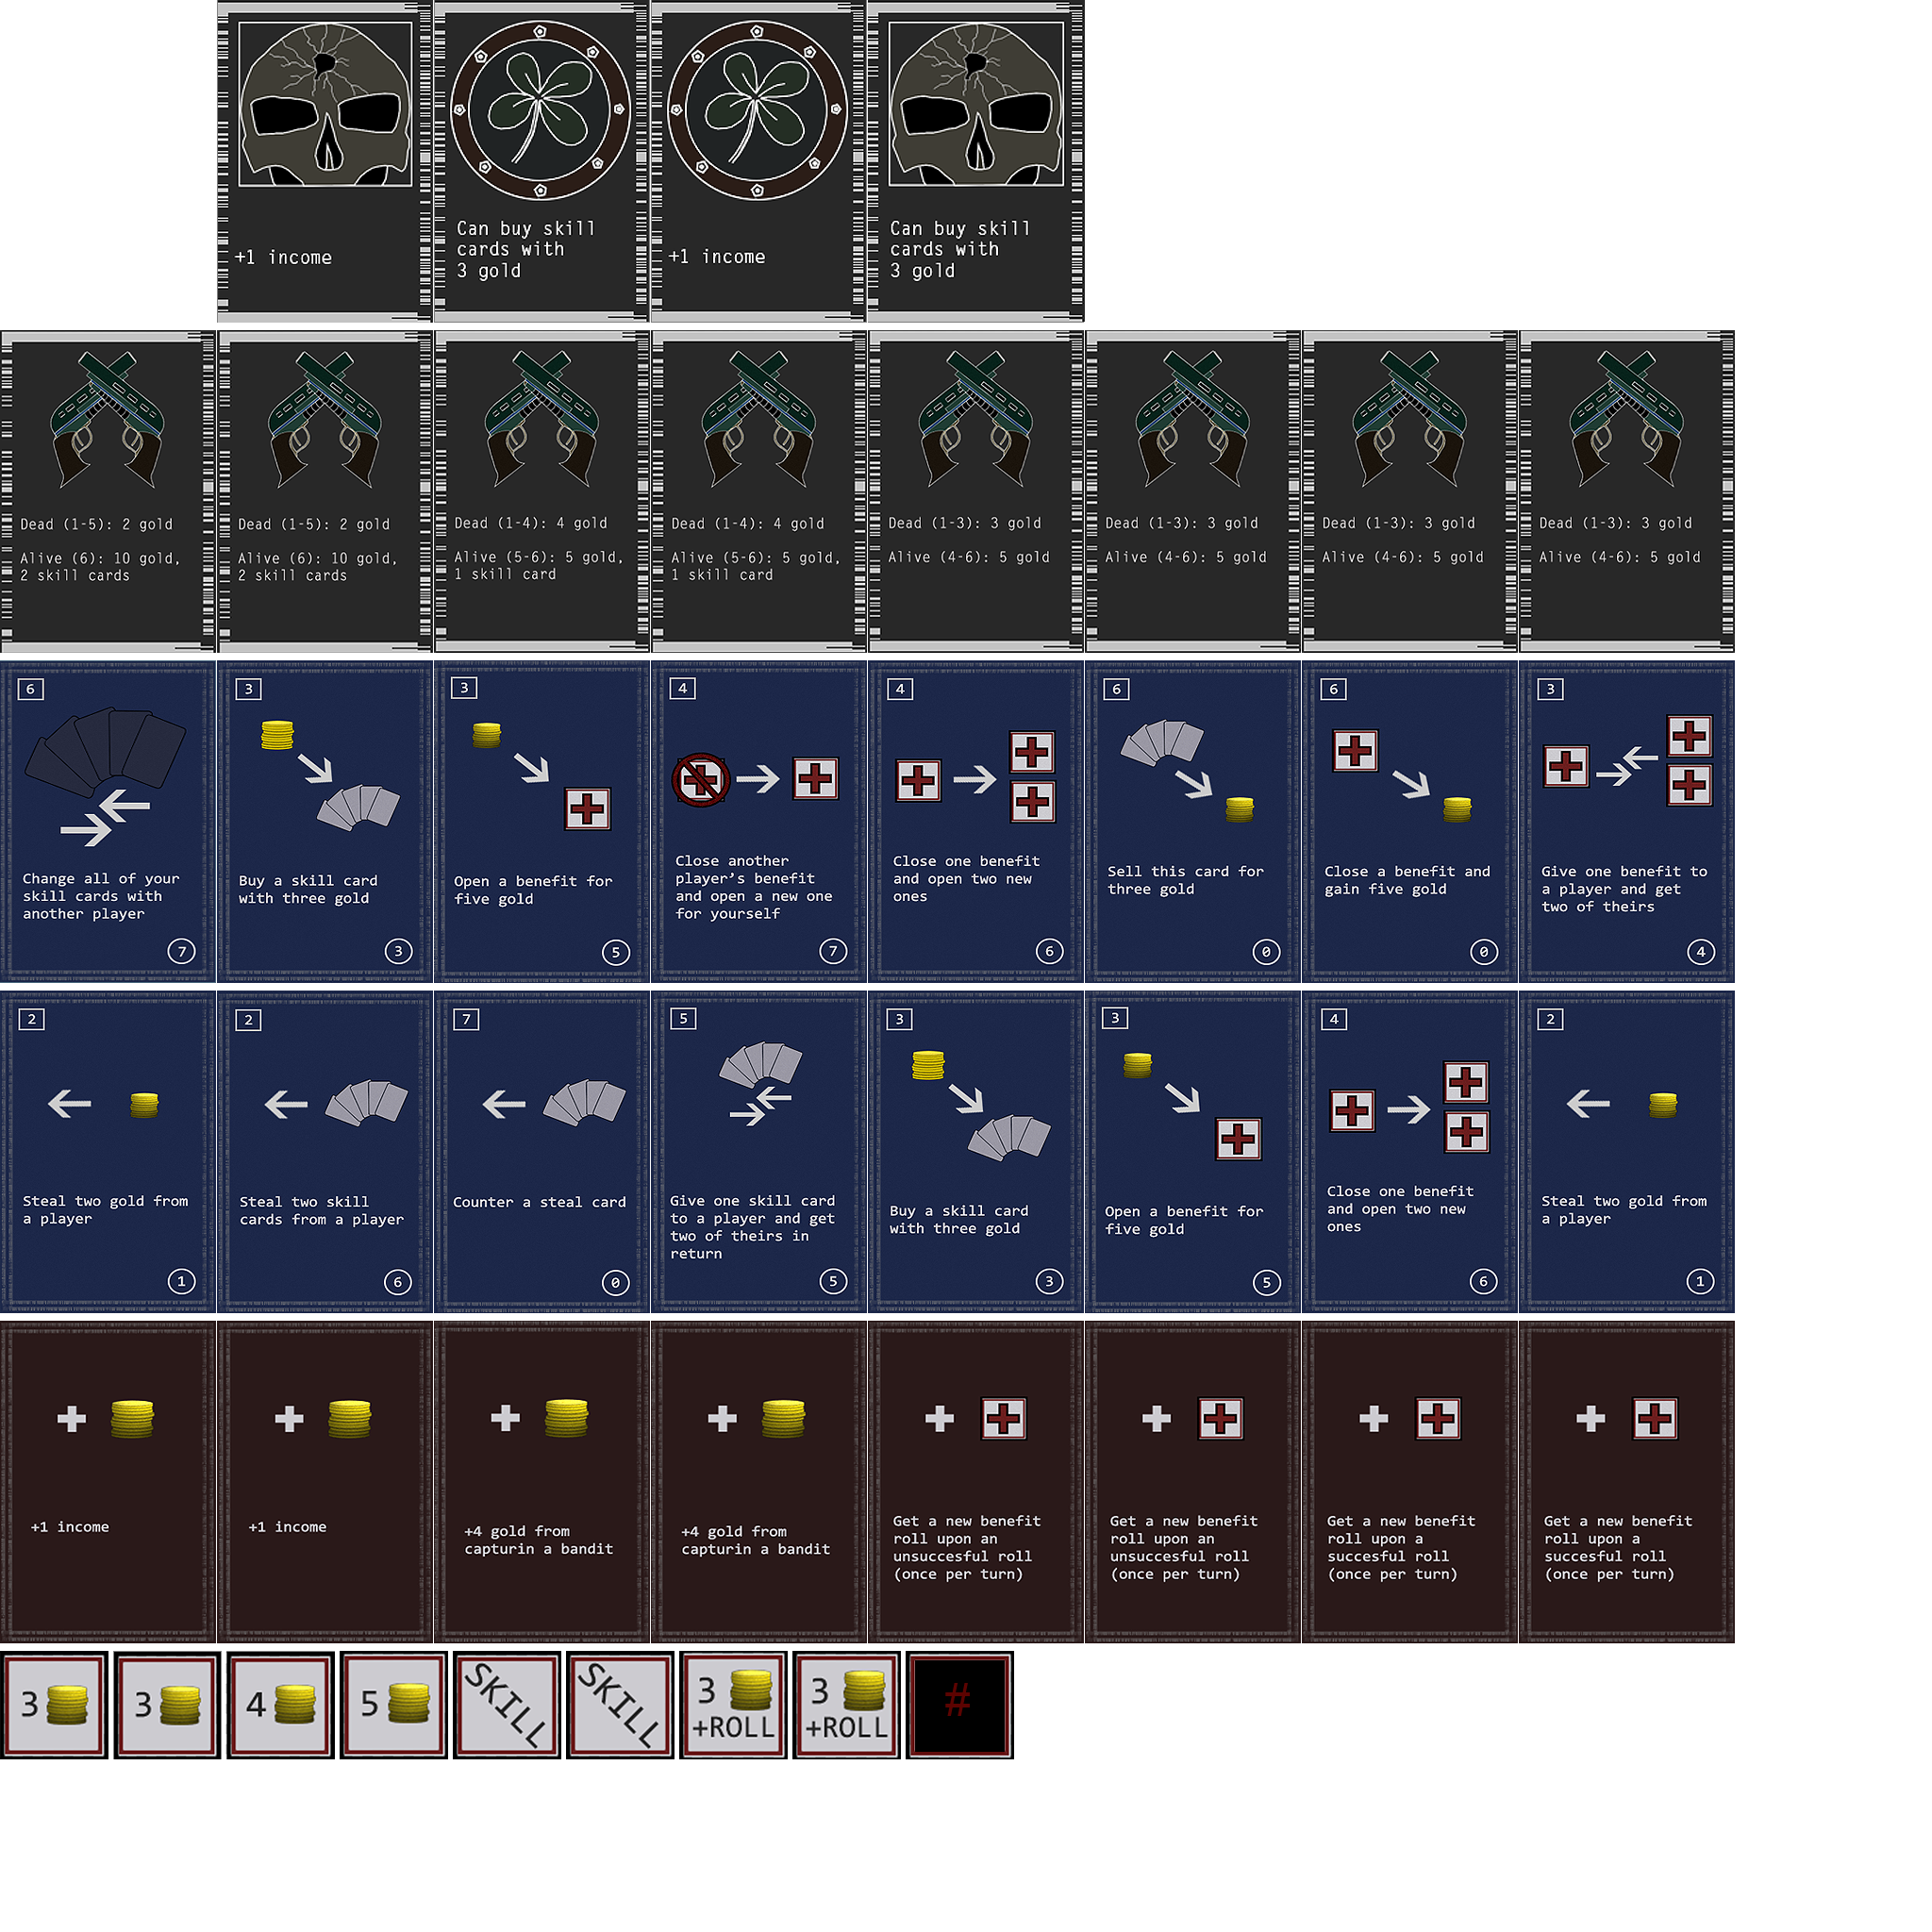 +1 income
Can buy skill
cards with
3 gold
+1 income
Can buy skill
cards with
3 gold
Dead (1-5): 2 gold
Alive (6): 10 gold,
2 skill cards
Dead (1-5): 2 gold
Alive (6): 10 gold,
2 skill cards
Dead (1-4): 4 gold
Alive (5-6): 5 gold,
1 skill card
Dead (1-4): 4 gold
Alive (5-6): 5 gold,
1 skill card
Dead (1-3): 3 gold
Alive (4-6): 5 gold
Dead (1-3): 3 gold
Alive (4-6): 5 gold
Dead (1-3): 3 gold
Alive (4-6): 5 gold
Dead (1-3): 3 gold
Alive (4-6): 5 gold
6
Change all of your
skill cards with
another player
7
3
Buy a skill card
with three gold
3
3
Open a benefit for
five gold
5
4
Close another
player's benefit
and open a new one
for yourself
7
4
Close one benefit
and open two new
ones
6
6
Sell this card for
three gold
0
6
Close a benefit and
gain five gold
0
3
Give one benefit to
a player and get
two of theirs
4
2
Steal two gold from
a player
1
2
Steal two skill
cards from a player
6
7
Counter a steal card
0
5
Give one skill card
to a player and get
two of theirs in
return
5
3
Buy a skill card
with three gold
3
3
Open a benefit for
five gold
5
4
Close one benefit
and open two new
ones
6
2
Steal two gold from
a player
1
+1 income
+1 income
+4 gold from
capturin a bandit
+4 gold from
capturin a bandit
Get a new benefit
roll upon an
unsuccesful roll
(once per turn)
Get a new benefit
roll upon an
unsuccesful roll
(once per turn)
Get a new benefit
roll upon a
succesful roll
(once per turn)
Get a new benefit
roll upon a
succesful roll
(once per turn)
3
3
4
5
SKILL
SKILL
3
+ROLL
3
+ROLL
#